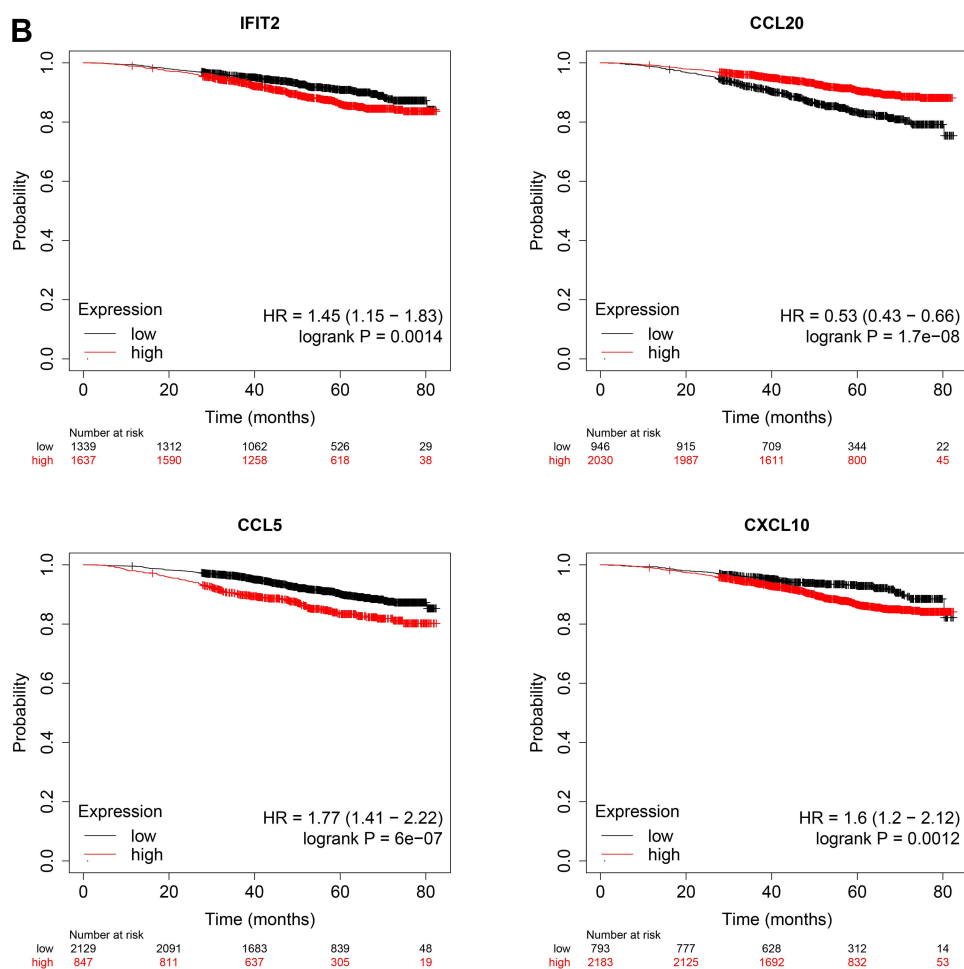 B
IFIT2
Probability
1.0
0.8
0.6
0.4
0.2
0.0
Expression
low
high
HR = 1.45 (1.15 − 1.83)
logrank P = 0.0014
0 20 40 60 80
Time (months)
Number at risk
low 1339 1312 1062 526 29
high 1637 1590 1258 618 38
CCL20
Probability
1.0
0.8
0.6
0.4
0.2
0.0
Expression
low
high
HR = 0.53 (0.43 − 0.66)
logrank P = 1.7e−08
0 20 40 60 80
Time (months)
Number at risk
low 946 915 709 344 22
high 2030 1987 1611 800 45
CCL5
Probability
1.0
0.8
0.6
0.4
0.2
0.0
Expression
low
high
HR = 1.77 (1.41 − 2.22)
logrank P = 6e−07
0 20 40 60 80
Time (months)
Number at risk
low 2129 2091 1683 839 48
high 847 811 637 305 19
CXCL10
Probability
1.0
0.8
0.6
0.4
0.2
0.0
Expression
low
high
HR = 1.6 (1.2 − 2.12)
logrank P = 0.0012
0 20 40 60 80
Time (months)
Number at risk
low 793 777 628 312 14
high 2183 2125 1692 832 53